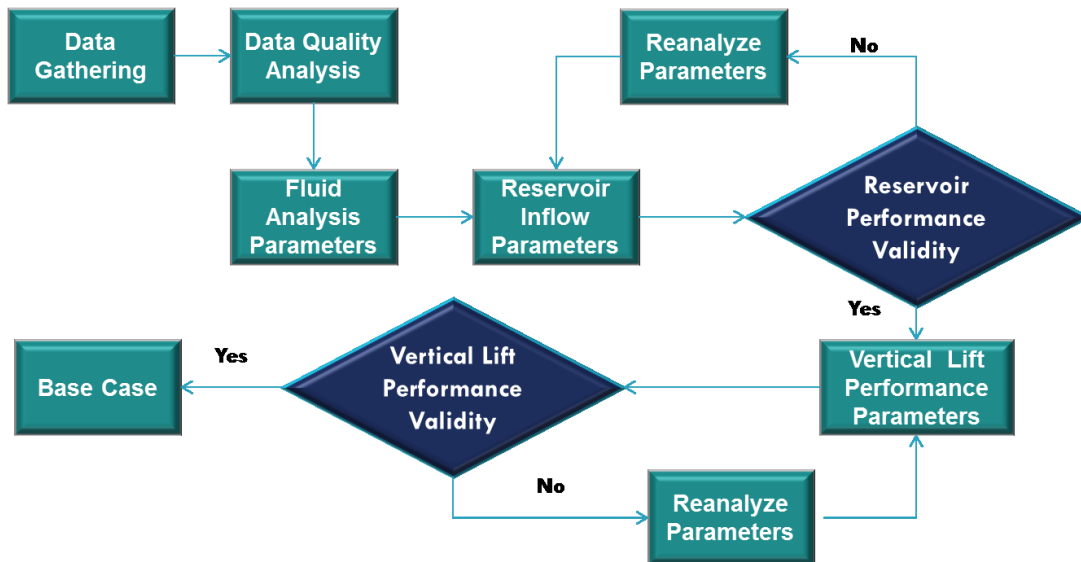 Data
Gathering
Data Quality
Analysis
Reanalyze
Parameters
No
Fluid
Analysis
Parameters
Reservoir
Inflow
Parameters
Reservoir
Performance
Validity
Yes
Vertical Lift
Performance
Parameters
Vertical Lift
Performance
Validity
Yes
Base Case
No
Reanalyze
Parameters